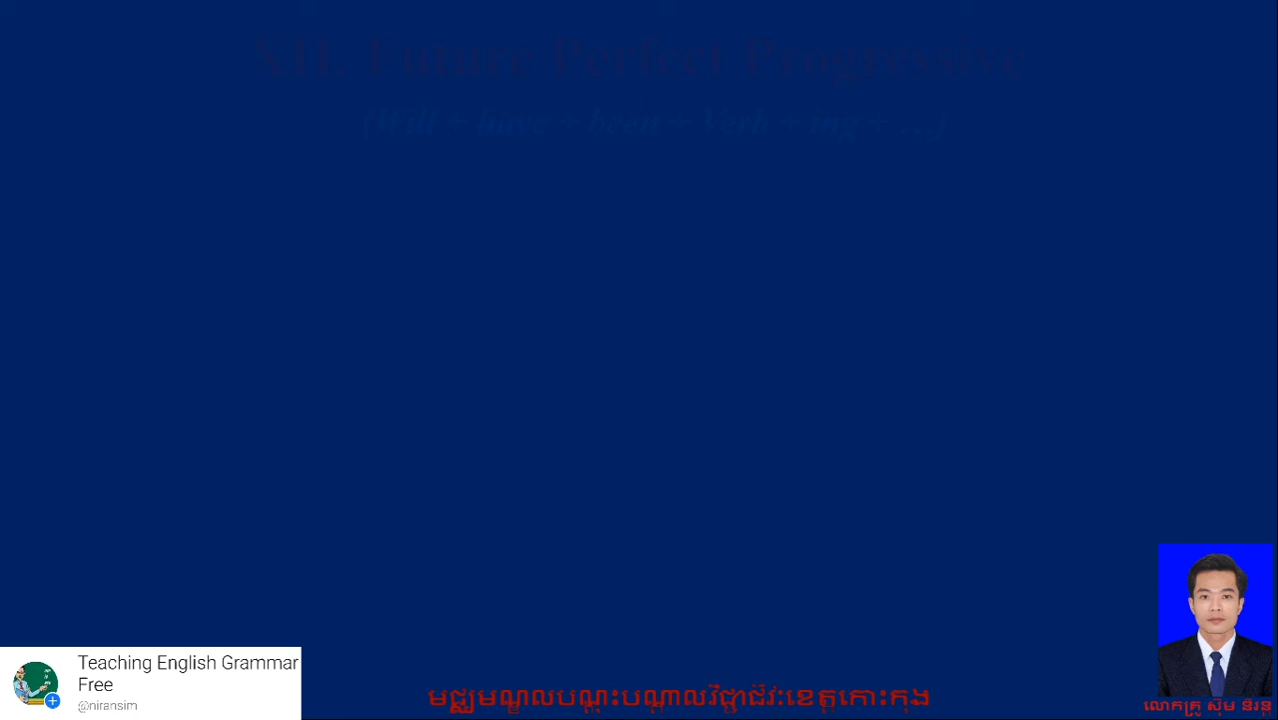 XII. Future Perfect Progressive
(Will + have + been + Verb + ing + ...)
Teaching English Grammar
Free
@niransim
មជ្ឈមណ្ឌលបណ្តុះបណ្តាលវិជ្ជាជីវៈខេត្តកោះកុង
លោកគ្រូ ស៊ីម និរន្ត